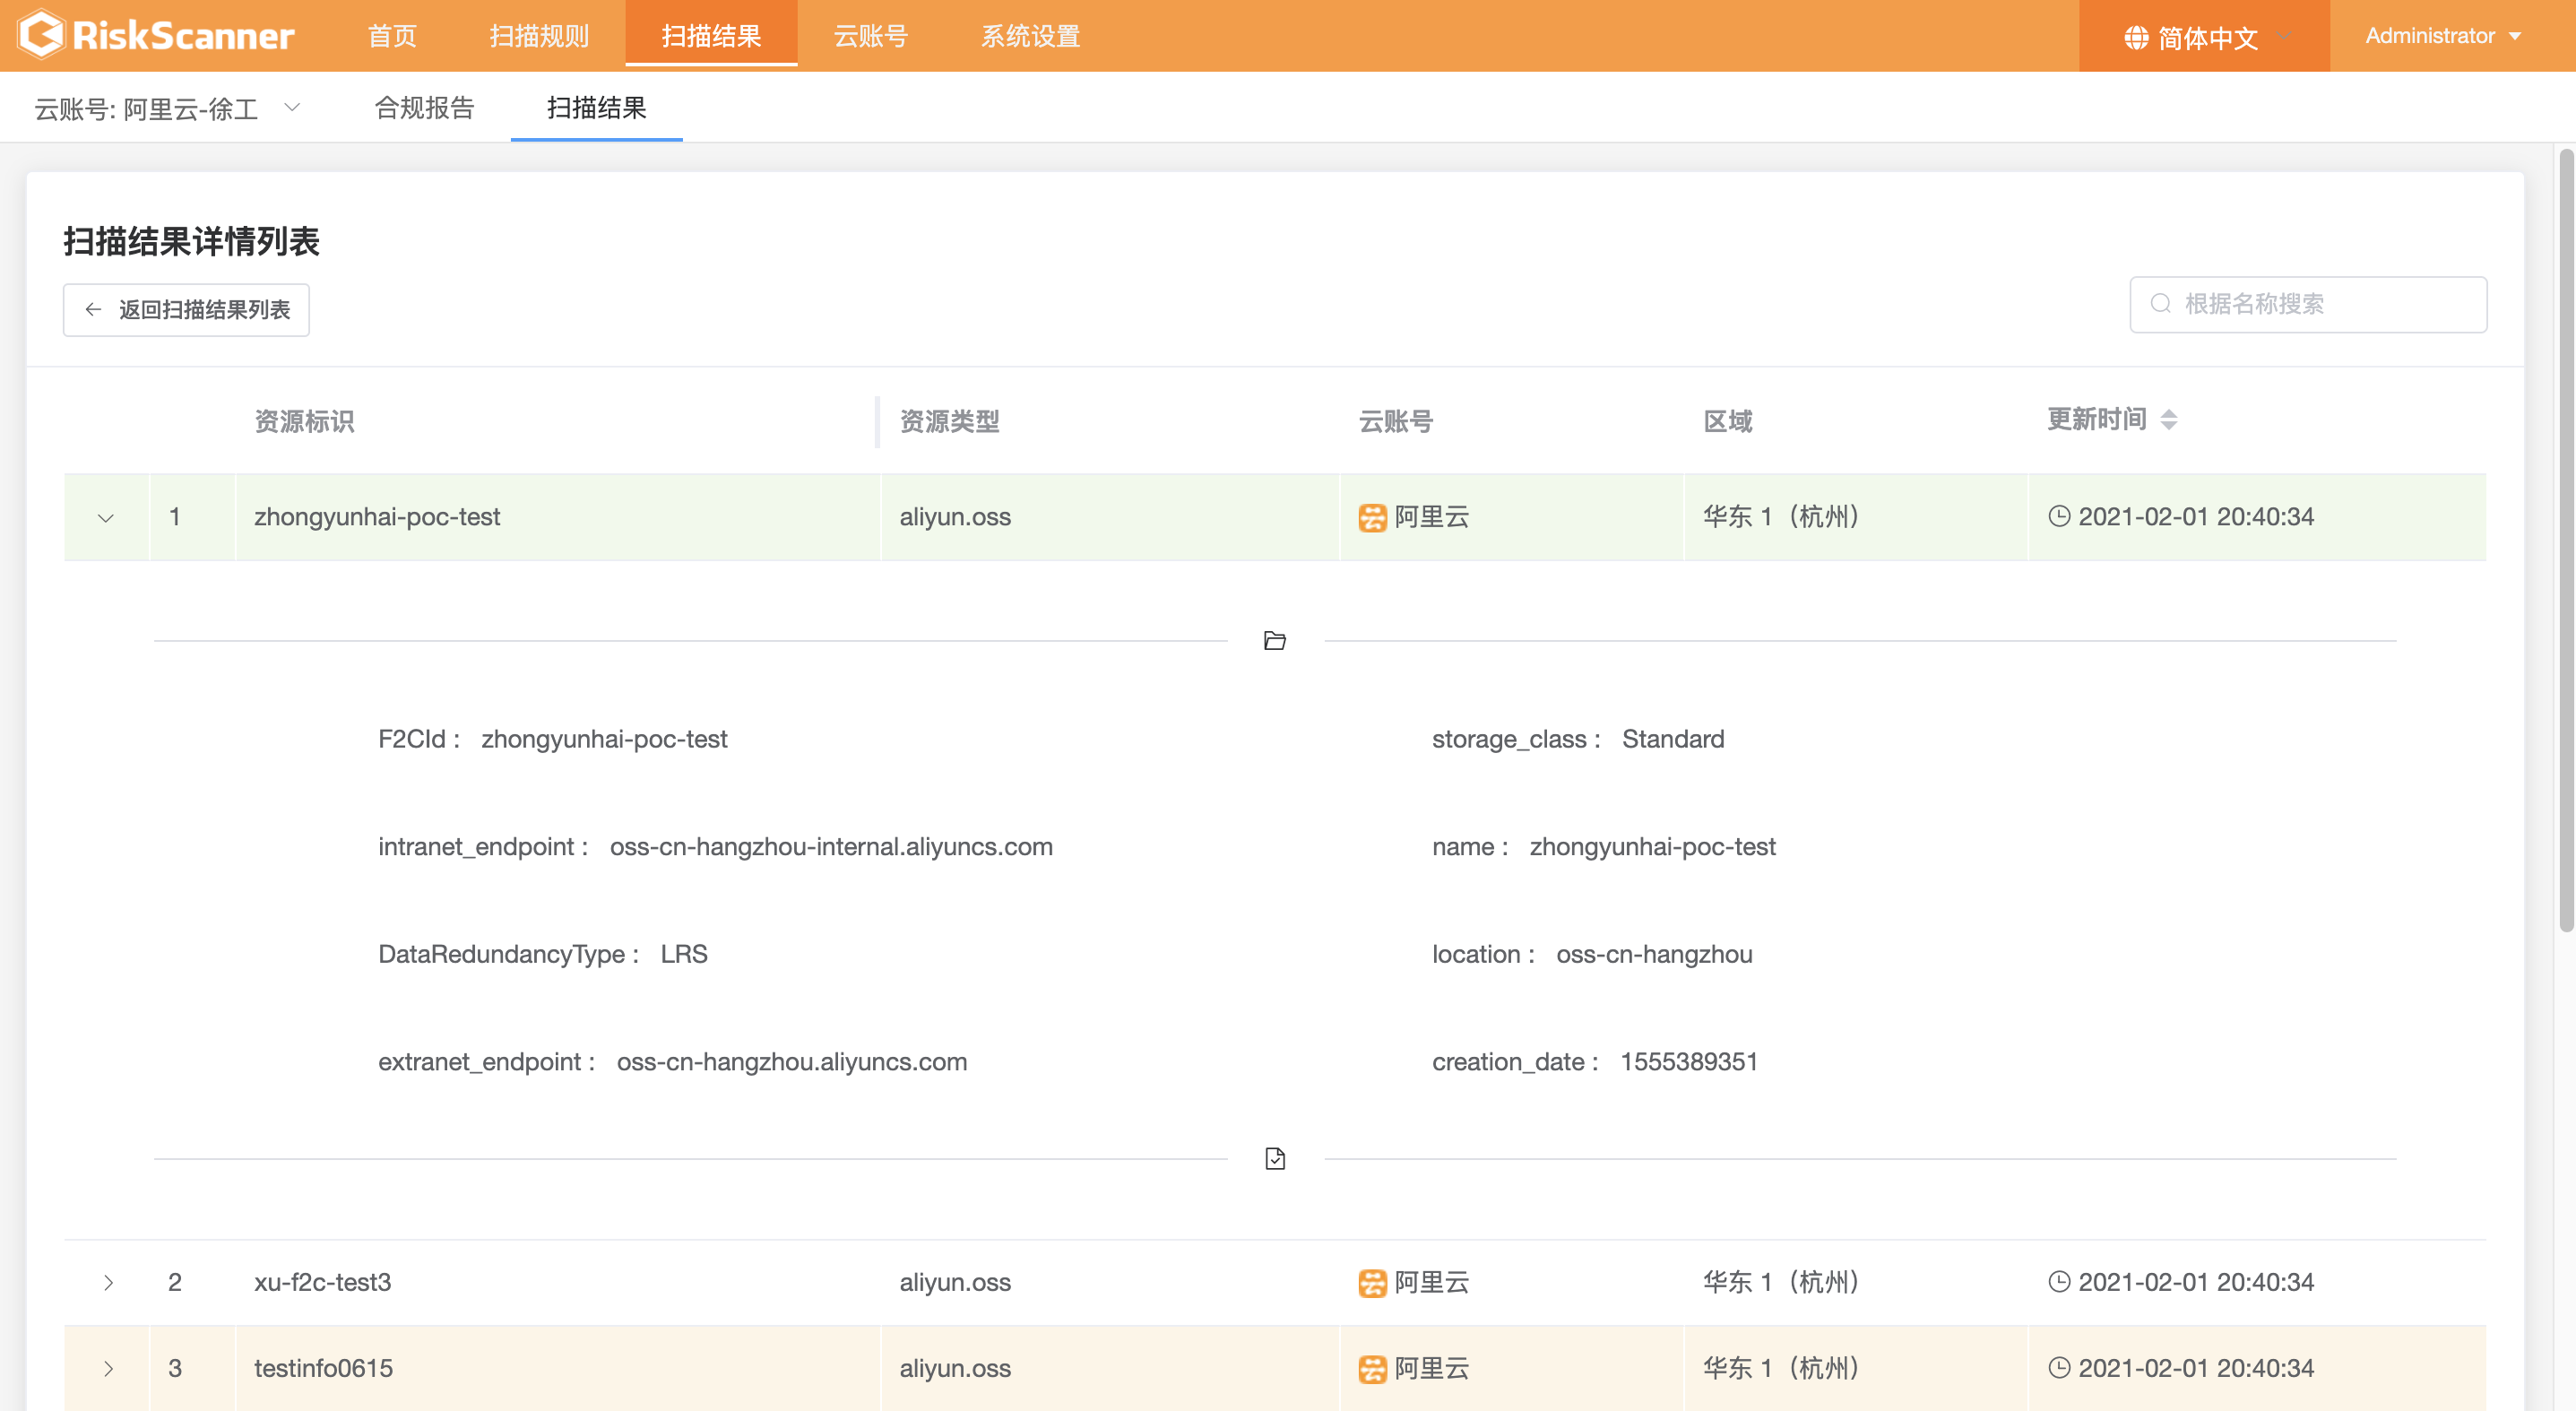 RiskScanner 首页 扫描规则 扫描结果 云账号 系统设置 简体中文 Administrator
云账号: 阿里云-徐工 合规报告 扫描结果
扫描结果详情列表
返回扫描结果列表 根据名称搜索
资源标识 资源类型 云账号 区域 更新时间
1 zhongyunhai-poc-test aliyun.oss 阿里云 华东 1（杭州） 2021-02-01 20:40:34
F2CId : zhongyunhai-poc-test storage_class : Standard
intranet_endpoint : oss-cn-hangzhou-internal.aliyuncs.com name : zhongyunhai-poc-test
DataRedundancyType : LRS location : oss-cn-hangzhou
extranet_endpoint : oss-cn-hangzhou.aliyuncs.com creation_date : 1555389351
2 xu-f2c-test3 aliyun.oss 阿里云 华东 1（杭州） 2021-02-01 20:40:34
3 testinfo0615 aliyun.oss 阿里云 华东 1（杭州） 2021-02-01 20:40:34